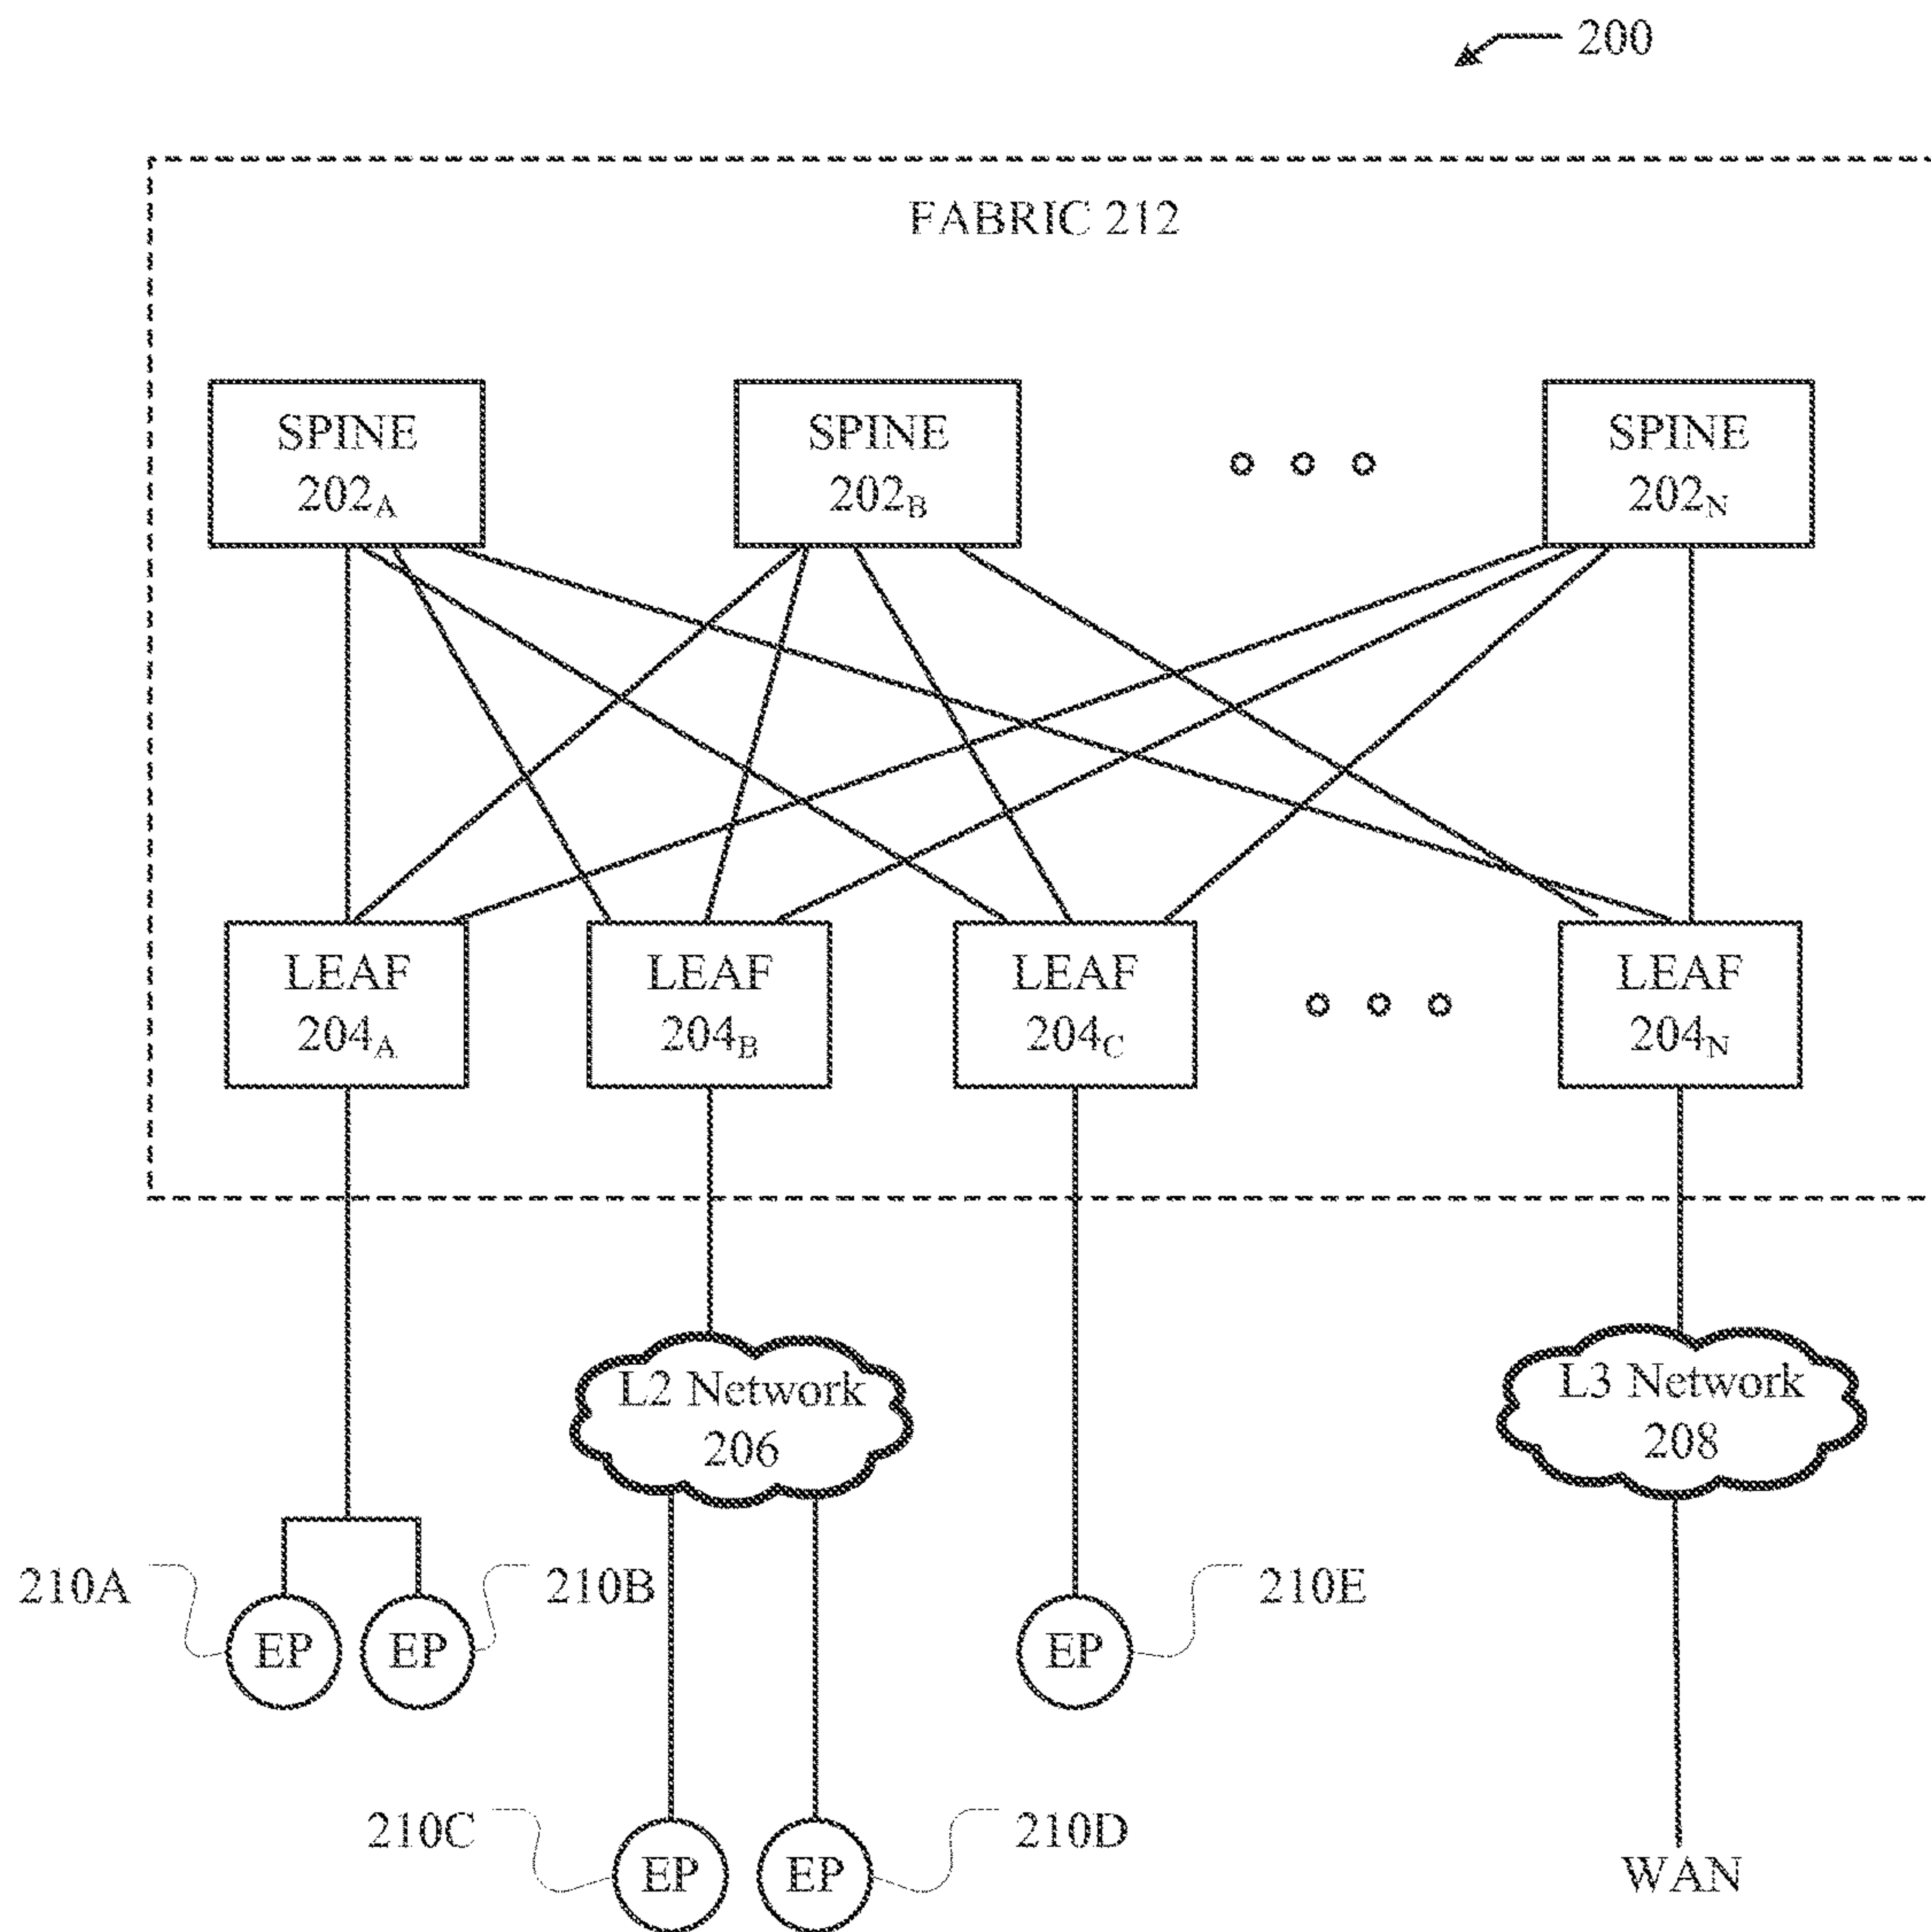 200
FABRIC 212
SPINE
202A
SPINE
202B
SPINE
202N
LEAF
204A
LEAF
204B
LEAF
204C
LEAF
204N
L2 Network
206
L3 Network
208
210A
EP
EP
210B
EP
210E
210C
EP
EP
210D
WAN